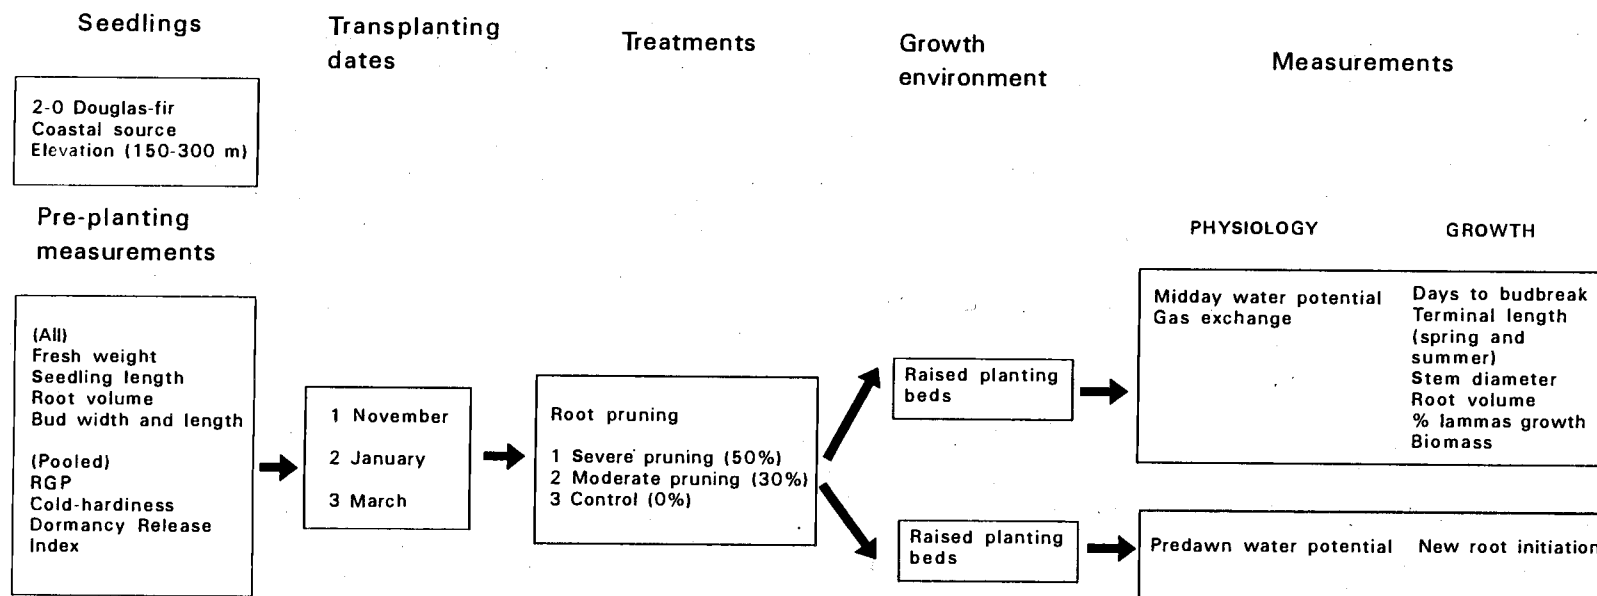 Seedlings
2-0 Douglas-fir
Coastal source
Elevation (150-300 m)
Pre-planting
measurements
(All)
Fresh weight
Seedling length
Root volume
Bud width and length
(Pooled)
RGP
Cold-hardiness
Dormancy Release
Index
Transplanting
dates
1 November
2 January
3 March
Treatments
Root pruning
1 Severe pruning (50%)
2 Moderate pruning (30%)
3 Control (0%)
Growth
environment
Raised planting
beds
Raised planting
beds
Measurements
PHYSIOLOGY
Midday water potential
Gas exchange
GROWTH
Days to budbreak
Terminal length
(spring and
summer)
Stem diameter
Root volume
% lammas growth
Biomass
Predawn water potential
New root initiation